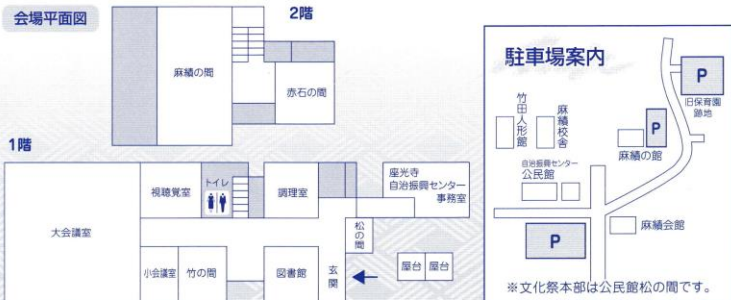 会場平面図
2階
麻績の間
赤石の間
1階
大会議室
視聴覚室
トイレ
調理室
座光寺
自治振興センター
事務室
松の間
小会議室
竹の間
図書館
玄関
屋台
屋台
駐車場案内
P
旧保育園
跡地
竹田人形館
麻績校舎
P
麻績の館
自治振興センター
公民館
P
麻績会館
※文化祭本部は公民館松の間です。